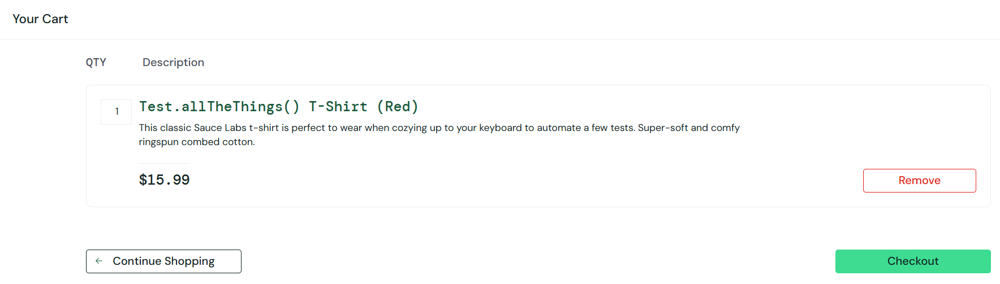 Your Cart
QTY Description
1 Test.allTheThings() T-Shirt (Red)
This classic Sauce Labs t-shirt is perfect to wear when cozying up to your keyboard to automate a few tests. Super-soft and comfy
ringspun combed cotton.
$15.99 Remove
← Continue Shopping Checkout